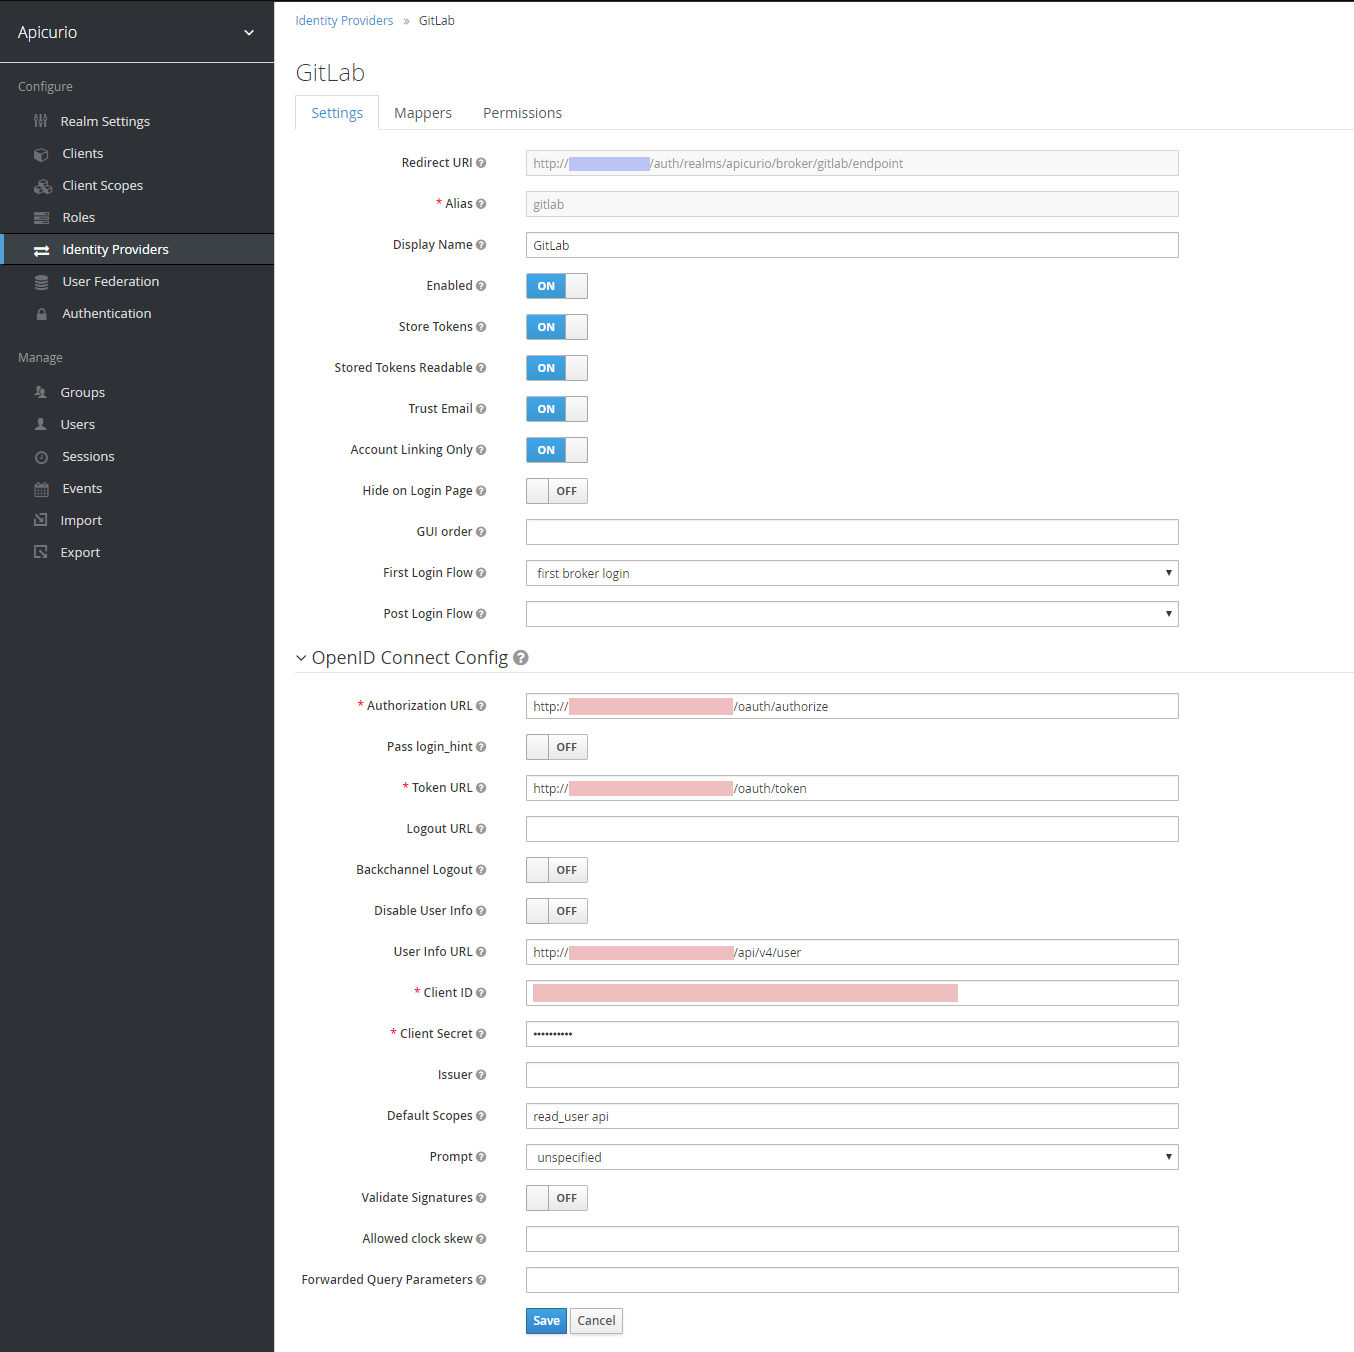 Apicurio
Configure
Realm Settings
Clients
Client Scopes
Roles
Identity Providers
User Federation
Authentication
Manage
Groups
Users
Sessions
Events
Import
Export
Identity Providers » GitLab
GitLab
Settings Mappers Permissions
Redirect URI http:// /auth/realms/apicurio/broker/gitlab/endpoint
* Alias gitlab
Display Name GitLab
Enabled ON
Store Tokens ON
Stored Tokens Readable ON
Trust Email ON
Account Linking Only ON
Hide on Login Page OFF
GUI order
First Login Flow first broker login
Post Login Flow
OpenID Connect Config
* Authorization URL http:// /oauth/authorize
Pass login_hint OFF
* Token URL http:// /oauth/token
Logout URL
Backchannel Logout OFF
Disable User Info OFF
User Info URL http:// /api/v4/user
* Client ID
* Client Secret ••••••••••
Issuer
Default Scopes read_user api
Prompt unspecified
Validate Signatures OFF
Allowed clock skew
Forwarded Query Parameters
Save Cancel